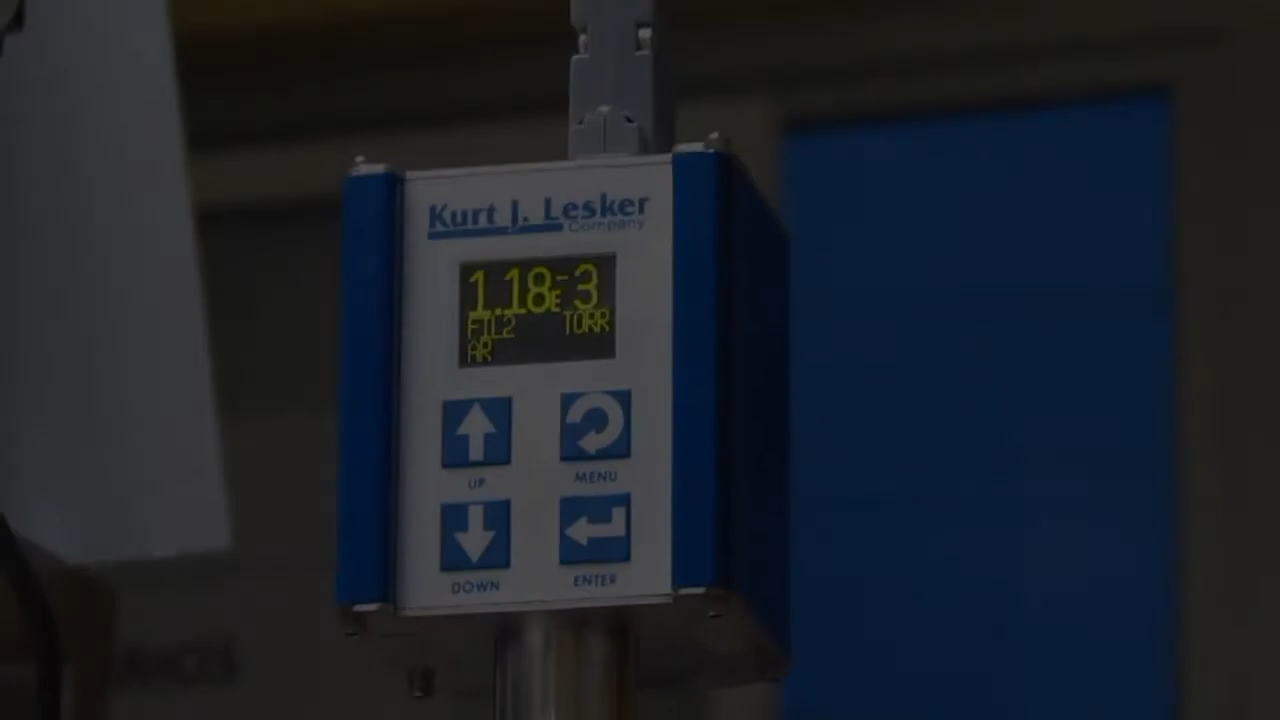 Kurt J. Lesker
Company
1.18E-3
FIL2 TORR
AR
UP
MENU
DOWN
ENTER